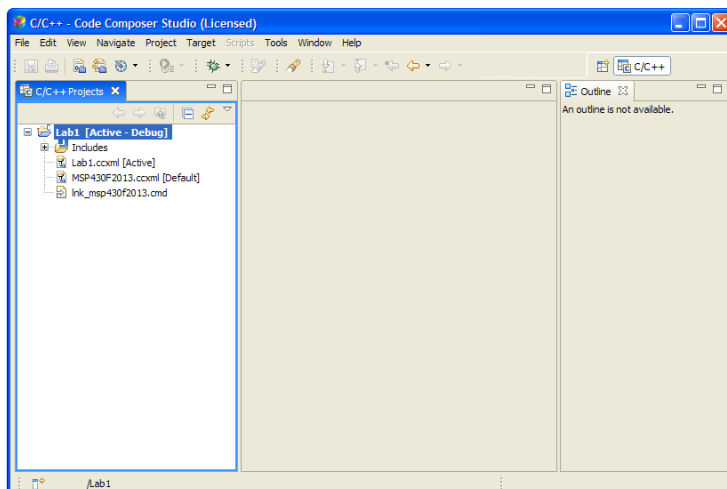 C/C++ - Code Composer Studio (Licensed)
File Edit View Navigate Project Target Scripts Tools Window Help
C/C++
C/C++ Projects
Outline
An outline is not available.
Lab1 [Active - Debug]
Includes
Lab1.ccxml [Active]
MSP430F2013.ccxml [Default]
lnk_msp430f2013.cmd
/Lab1